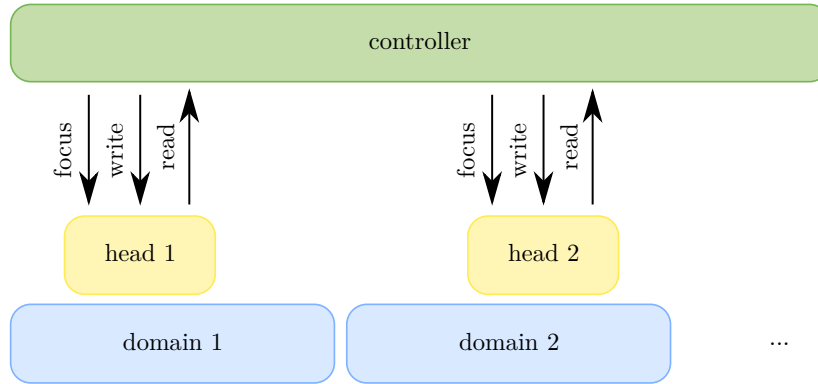 controller
focus
write
read
focus
write
read
head 1
head 2
domain 1
domain 2
...